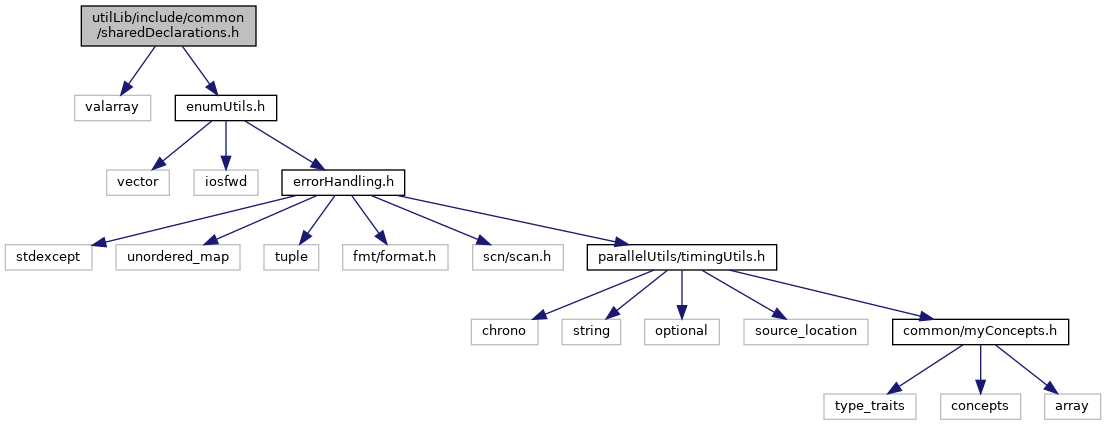 utilLib/include/common
/sharedDeclarations.h
valarray
enumUtils.h
vector
iosfwd
errorHandling.h
stdexcept
unordered_map
tuple
fmt/format.h
scn/scan.h
parallelUtils/timingUtils.h
chrono
string
optional
source_location
common/myConcepts.h
type_traits
concepts
array